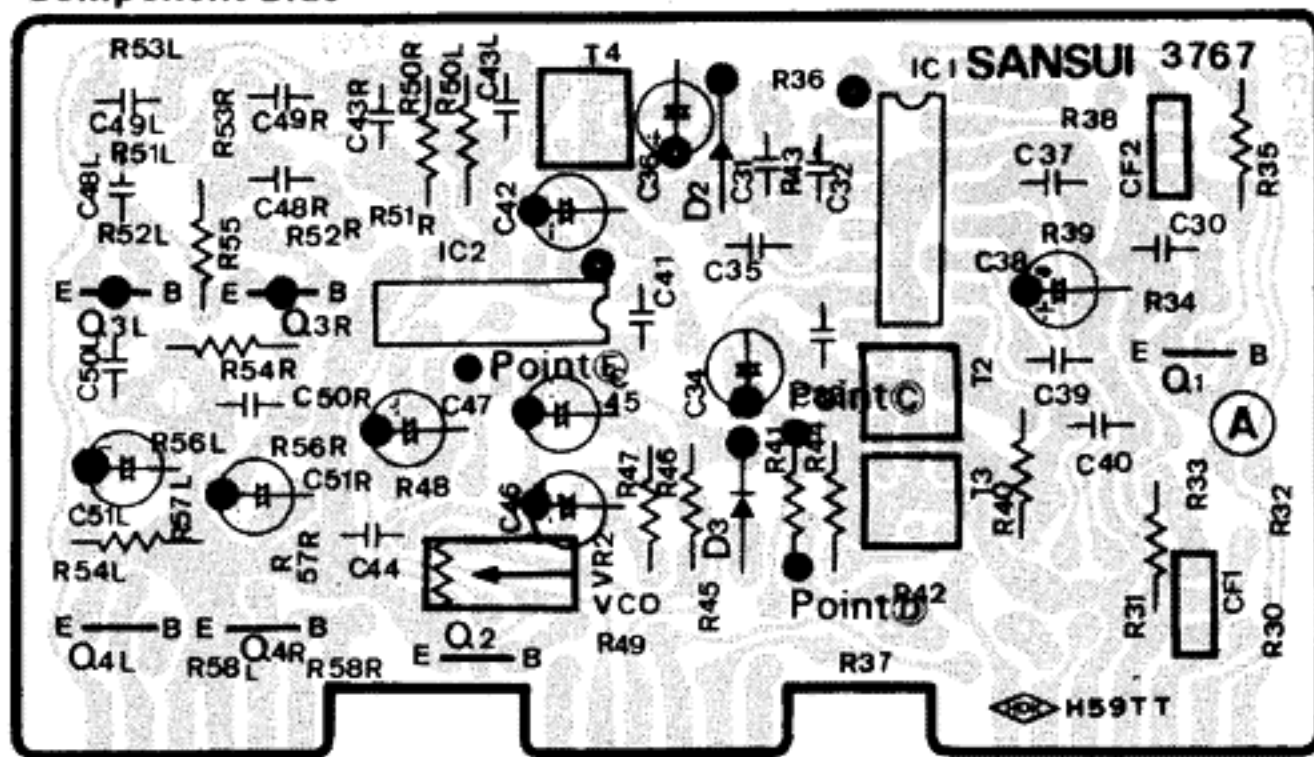 R53L
R50R
R50L
C43L
T4
R36
IC1
SANSUI 3767
C49L
R53R
C49R
C43R
C36
D2
C31
R43
C32
R38
C37
CF2
R35
R51L
C48L
C48R
R51R
C42
R52L
R55
R52R
IC2
C35
C41
C38
R39
C30
R34
E
B
E
B
Q3L
Q3R
C50L
R54R
Point Ⓔ
C34
T2
C39
E
B
Q1
C50R
C47
45
Point Ⓒ
A
R56L
R56R
C51R
R48
R47
R46
R41
R44
C40
R33
R32
C51L
R57L
C46
D3
T3
R40
R54L
R57R
C44
VR2
VCO
R45
Point Ⓓ
R42
R31
CF1
R30
E
B
E
B
Q4L
Q4R
Q2
E
B
R49
R58L
R58R
R37
H59TT